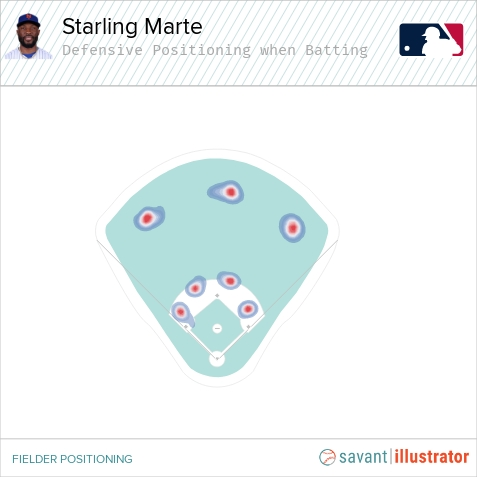 Starling Marte
Defensive Positioning when Batting
FIELDER POSITIONING
savant|illustrator